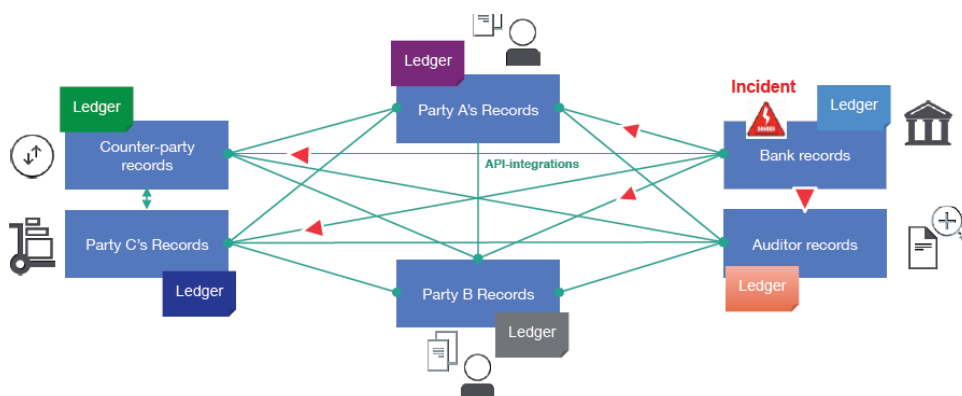 Ledger
Party A's Records
Ledger
Counter-party
records
Incident
Ledger
Bank records
API-integrations
Party C's Records
Ledger
Party B Records
Ledger
Auditor records
Ledger